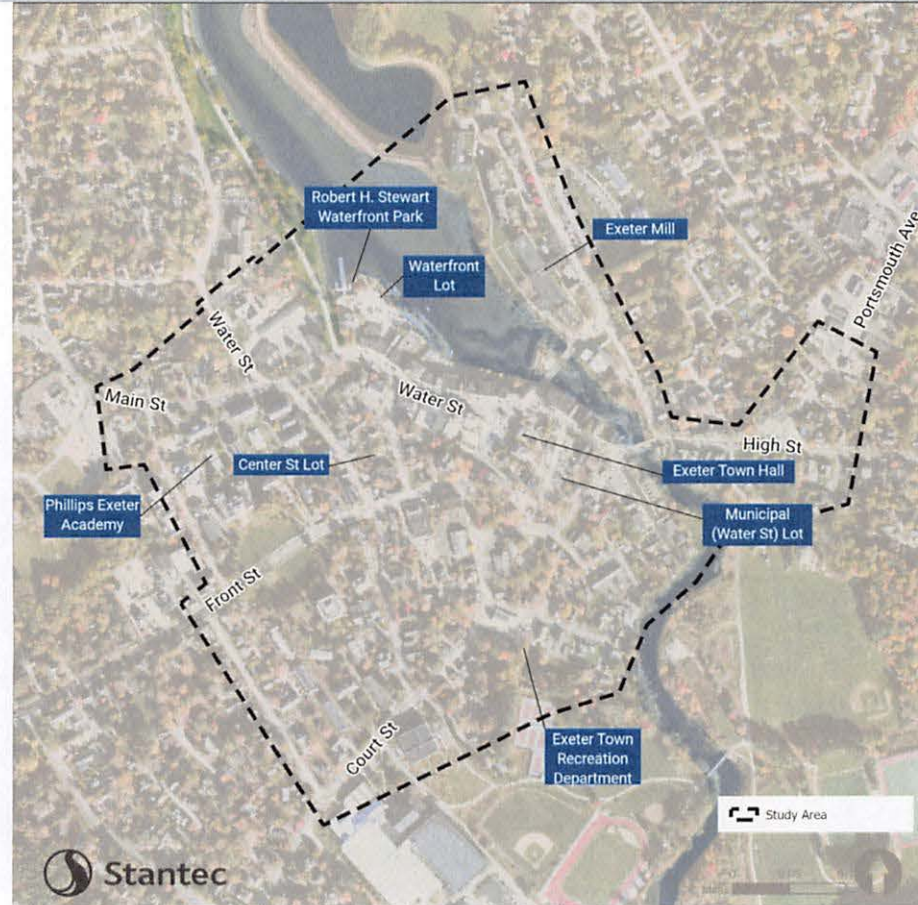 Robert H. Stewart
Waterfront Park
Exeter Mill
Waterfront
Lot
Portsmouth Ave
Water St
Main St
Water St
High St
Center St Lot
Exeter Town Hall
Phillips Exeter
Academy
Municipal
(Water St) Lot
Front St
Court St
Exeter Town
Recreation
Department
Study Area
Stantec